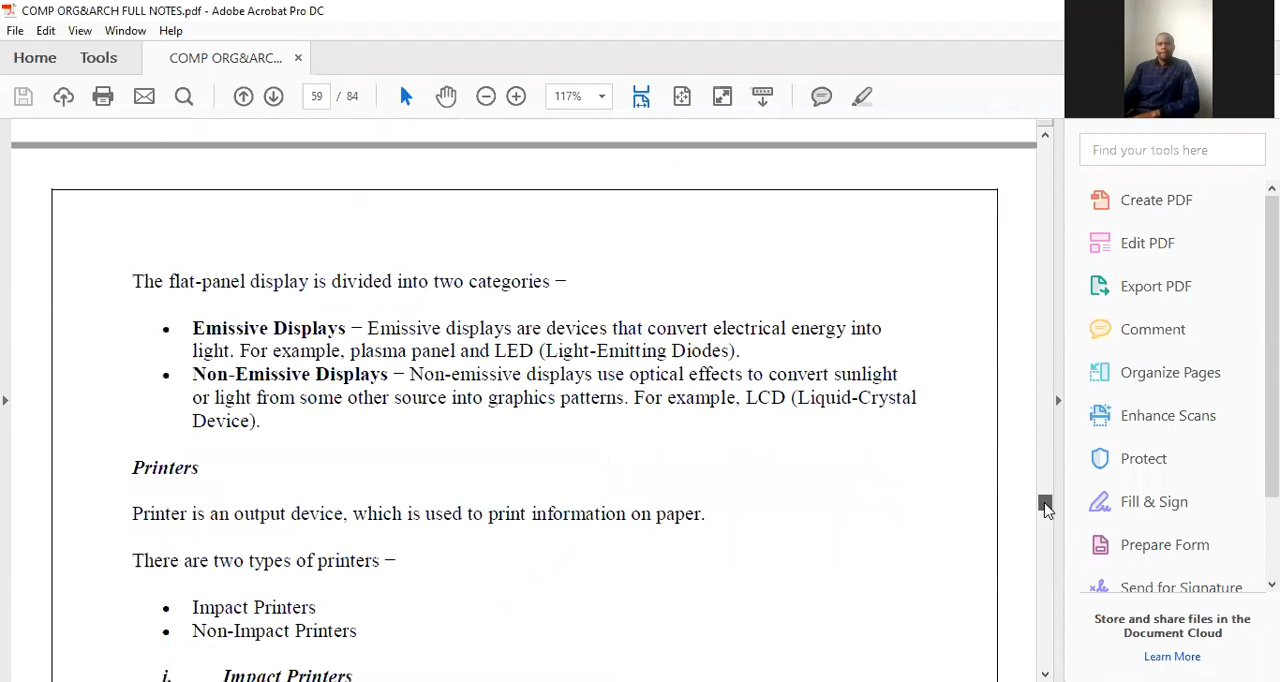 COMP ORG&ARCH FULL NOTES.pdf - Adobe Acrobat Pro DC
File Edit View Window Help
Home Tools COMP ORG&ARC... ×
59 / 84 117%
Find your tools here
Create PDF
Edit PDF
Export PDF
Comment
Organize Pages
Enhance Scans
Protect
Fill & Sign
Prepare Form
Send for Signature
Store and share files in the
Document Cloud
Learn More
The flat-panel display is divided into two categories −
• Emissive Displays − Emissive displays are devices that convert electrical energy into
light. For example, plasma panel and LED (Light-Emitting Diodes).
• Non-Emissive Displays − Non-emissive displays use optical effects to convert sunlight
or light from some other source into graphics patterns. For example, LCD (Liquid-Crystal
Device).
Printers
Printer is an output device, which is used to print information on paper.
There are two types of printers −
• Impact Printers
• Non-Impact Printers
i. Impact Printers